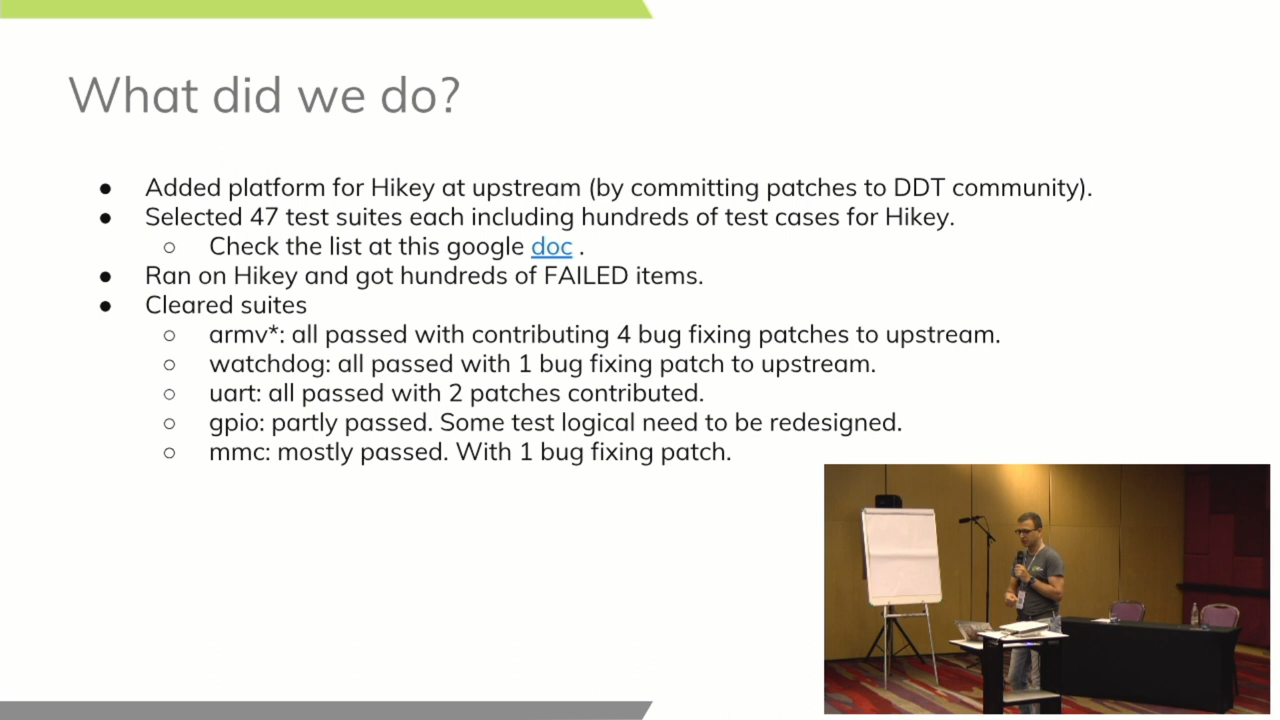 What did we do?
● Added platform for Hikey at upstream (by committing patches to DDT community).
● Selected 47 test suites each including hundreds of test cases for Hikey.
○ Check the list at this google doc .
● Ran on Hikey and got hundreds of FAILED items.
● Cleared suites
○ armv*: all passed with contributing 4 bug fixing patches to upstream.
○ watchdog: all passed with 1 bug fixing patch to upstream.
○ uart: all passed with 2 patches contributed.
○ gpio: partly passed. Some test logical need to be redesigned.
○ mmc: mostly passed. With 1 bug fixing patch.